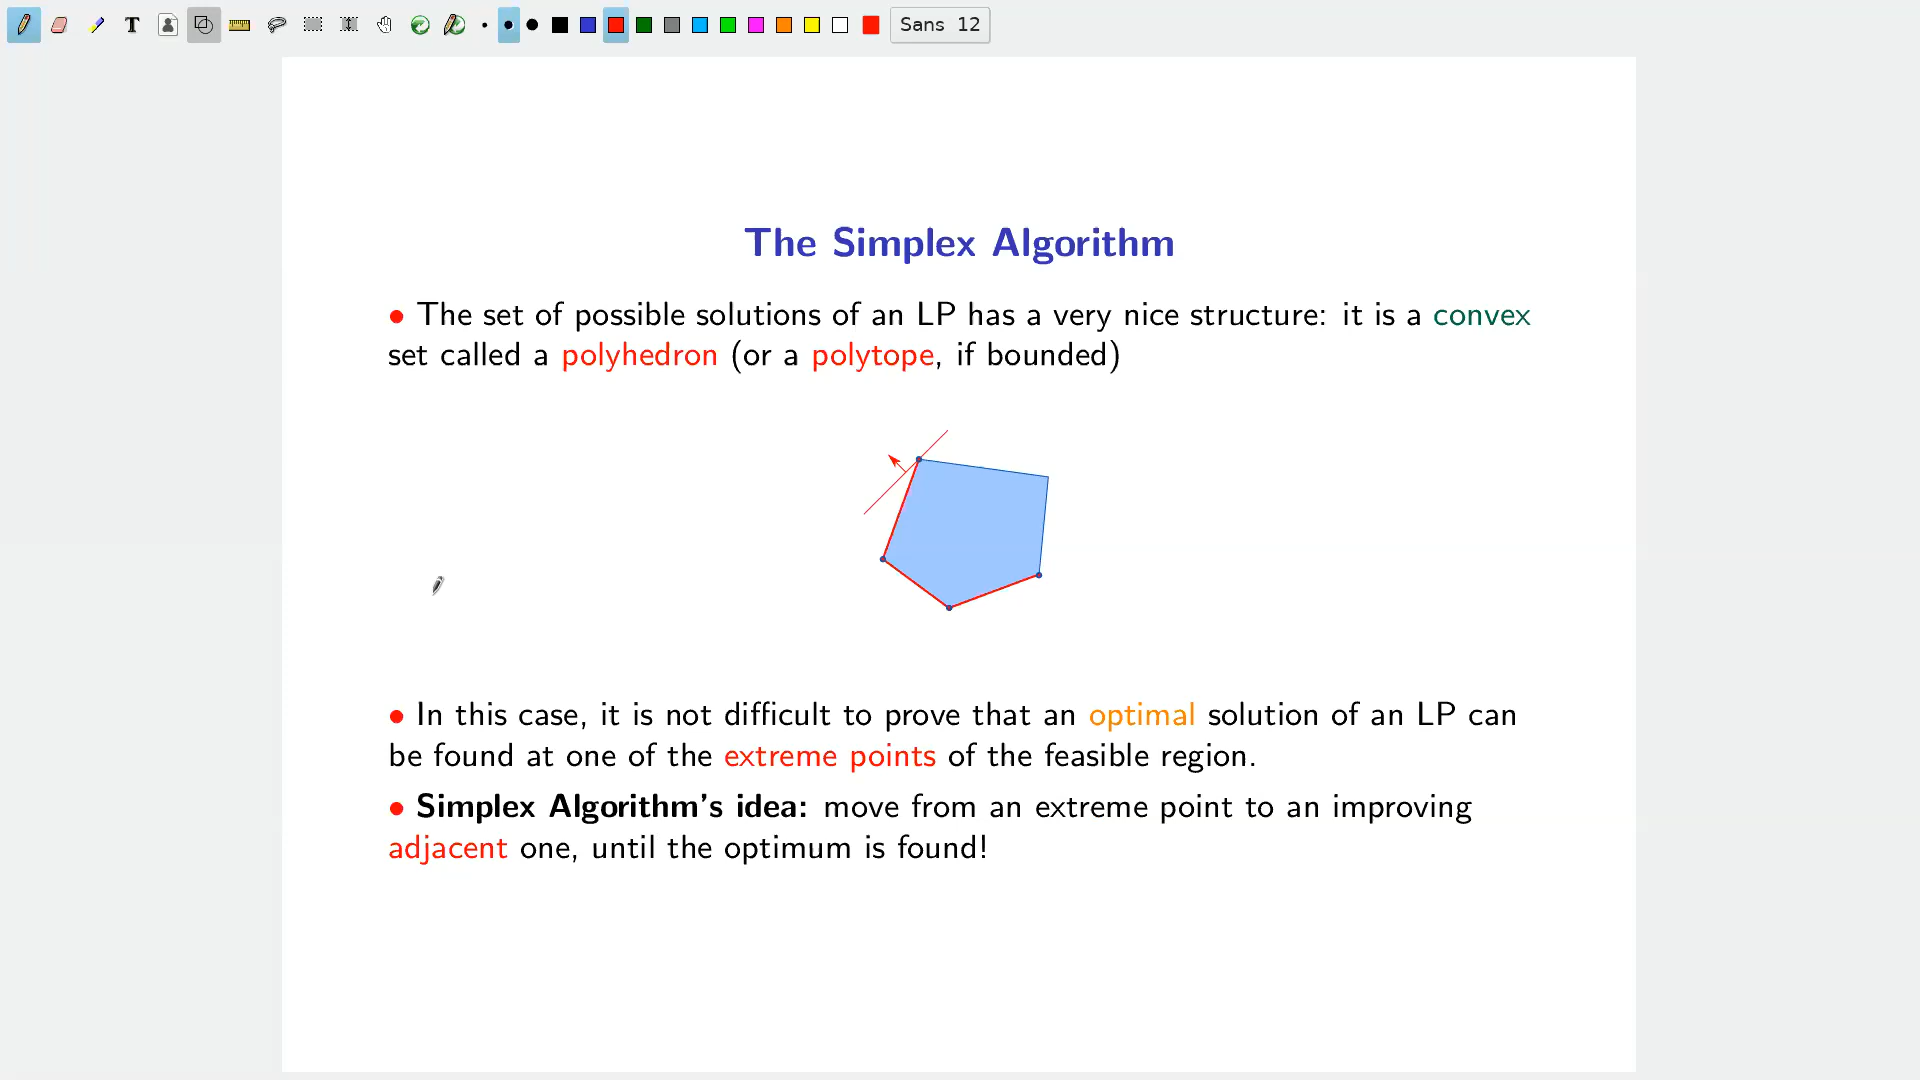 T Sans 12
The Simplex Algorithm
• The set of possible solutions of an LP has a very nice structure: it is a convex
set called a polyhedron (or a polytope, if bounded)
• In this case, it is not difficult to prove that an optimal solution of an LP can
be found at one of the extreme points of the feasible region.
• Simplex Algorithm's idea: move from an extreme point to an improving
adjacent one, until the optimum is found!